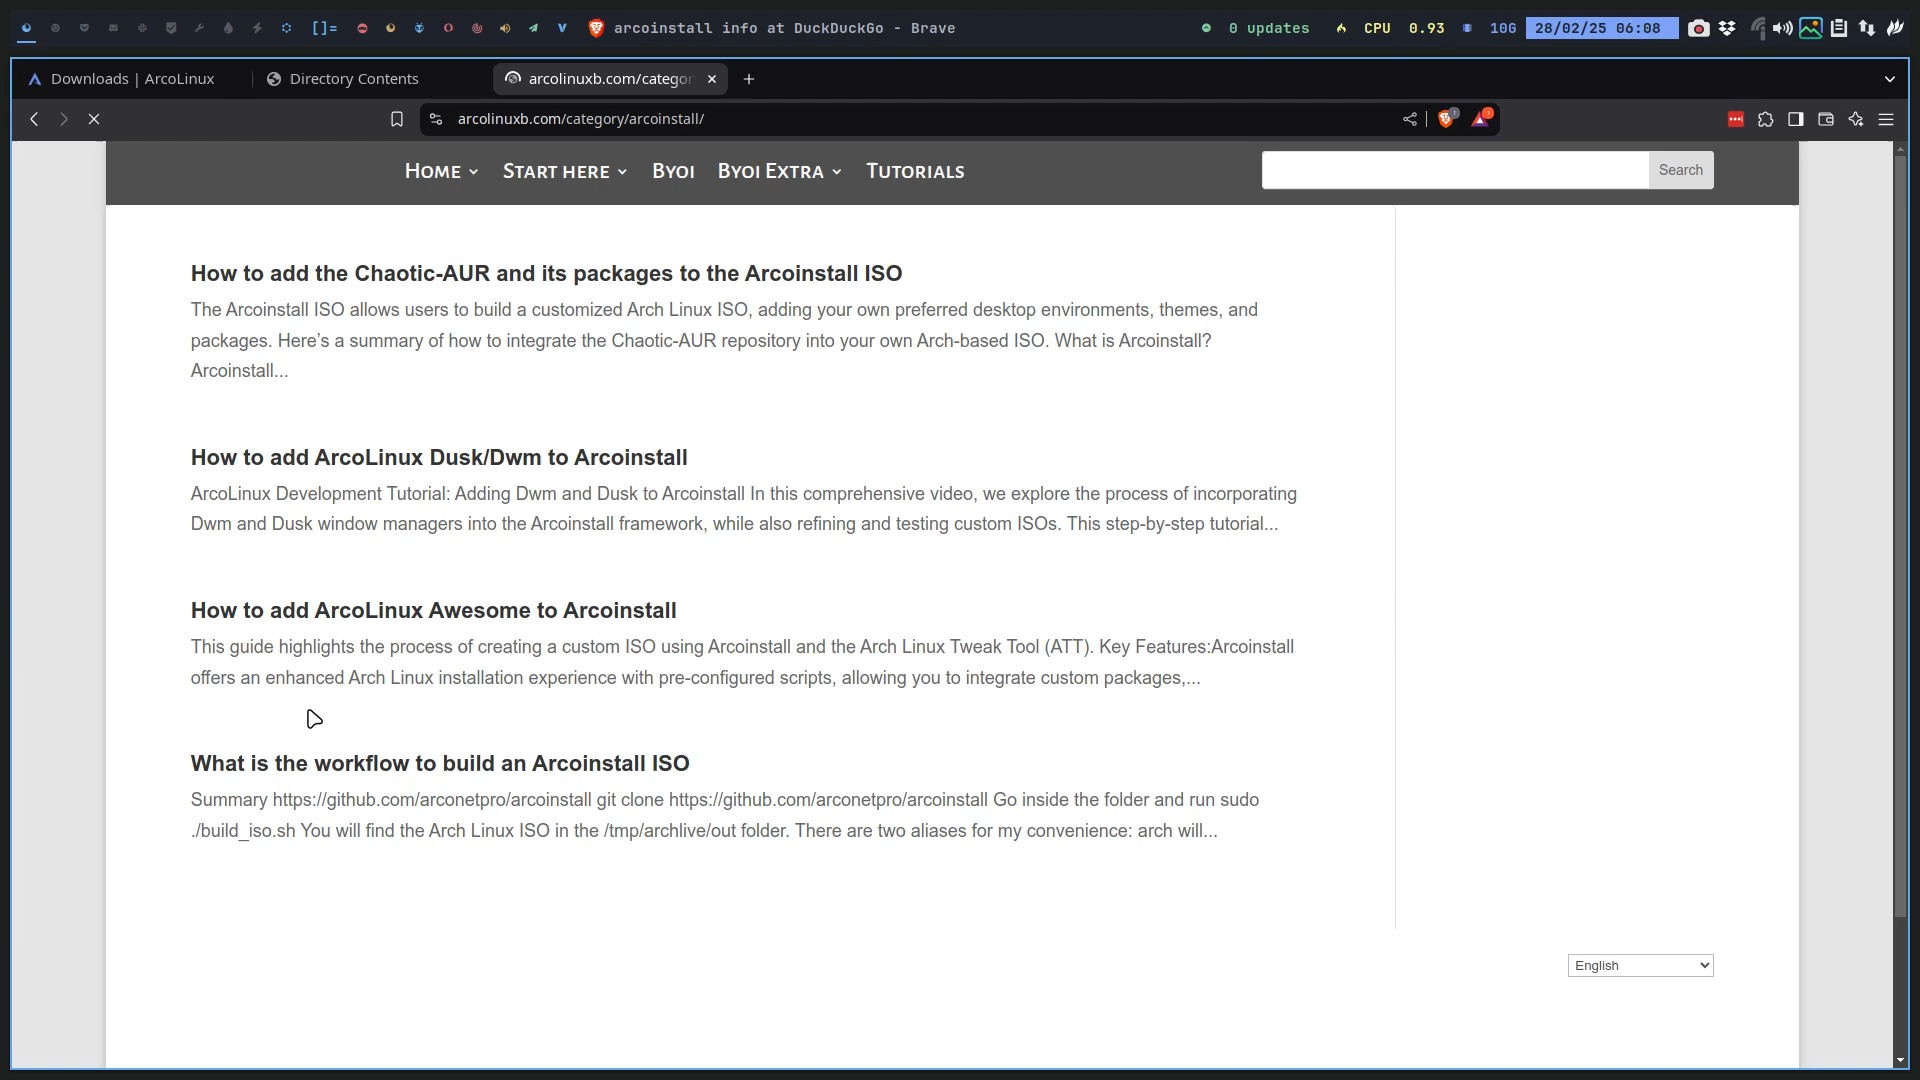 []= V arcoinstall info at DuckDuckGo - Brave 0 updates CPU 0.93 10G 28/02/25 06:08
Downloads | ArcoLinux Directory Contents arcolinuxb.com/categor
arcolinuxb.com/category/arcoinstall/
Home Start here Byoi Byoi Extra Tutorials Search
How to add the Chaotic-AUR and its packages to the Arcoinstall ISO
The Arcoinstall ISO allows users to build a customized Arch Linux ISO, adding your own preferred desktop environments, themes, and
packages. Here’s a summary of how to integrate the Chaotic-AUR repository into your own Arch-based ISO. What is Arcoinstall?
Arcoinstall...
How to add ArcoLinux Dusk/Dwm to Arcoinstall
ArcoLinux Development Tutorial: Adding Dwm and Dusk to Arcoinstall In this comprehensive video, we explore the process of incorporating
Dwm and Dusk window managers into the Arcoinstall framework, while also refining and testing custom ISOs. This step-by-step tutorial...
How to add ArcoLinux Awesome to Arcoinstall
This guide highlights the process of creating a custom ISO using Arcoinstall and the Arch Linux Tweak Tool (ATT). Key Features:Arcoinstall
offers an enhanced Arch Linux installation experience with pre-configured scripts, allowing you to integrate custom packages,...
What is the workflow to build an Arcoinstall ISO
Summary https://github.com/arconetpro/arcoinstall git clone https://github.com/arconetpro/arcoinstall Go inside the folder and run sudo
./build_iso.sh You will find the Arch Linux ISO in the /tmp/archlive/out folder. There are two aliases for my convenience: arch will...
English